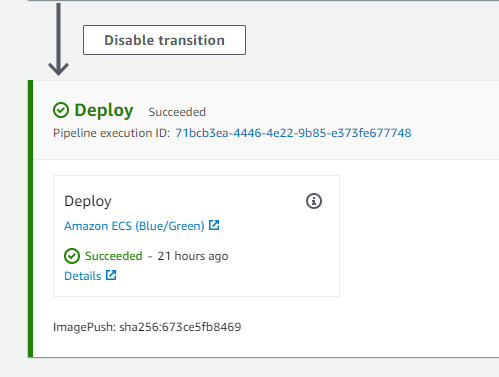 Disable transition
Deploy Succeeded
Pipeline execution ID: 71bcb3ea-4446-4e22-9b85-e373fe677748
Deploy
Amazon ECS (Blue/Green)
Succeeded - 21 hours ago
Details
ImagePush: sha256:673ce5fb8469